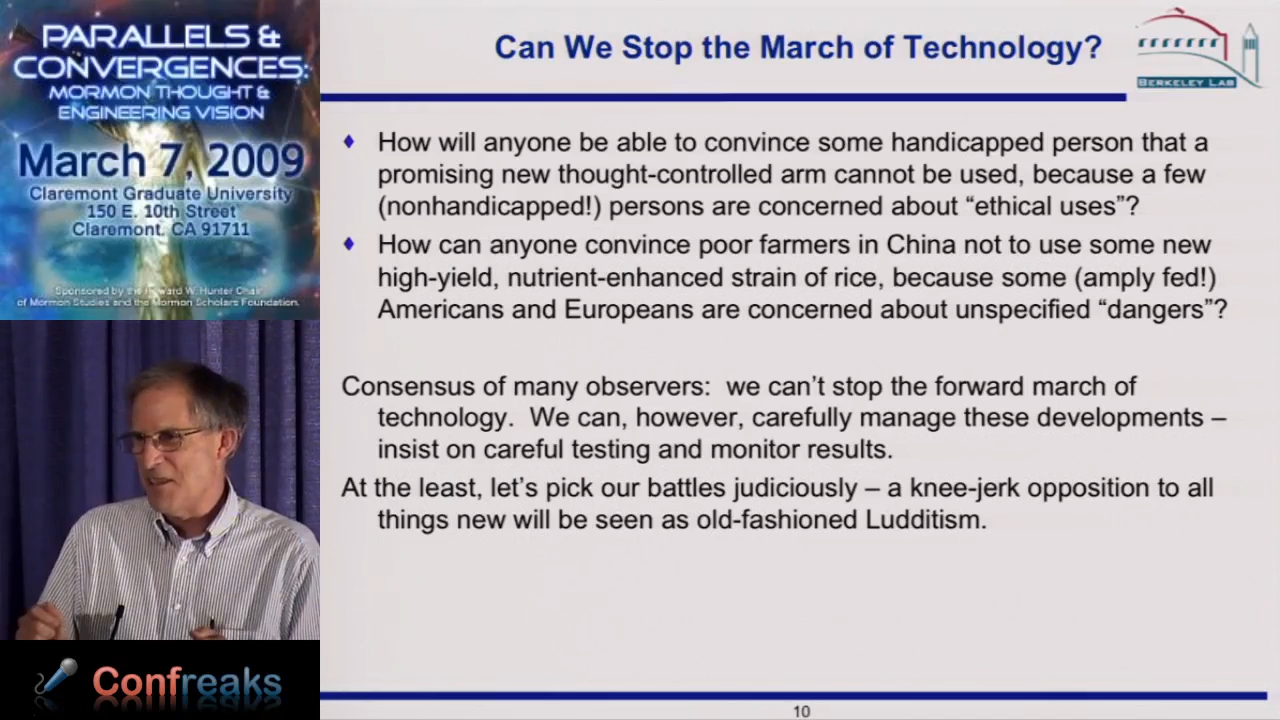 PARALLELS &
CONVERGENCES:
MORMON THOUGHT &
ENGINEERING VISION
March 7, 2009
Claremont Graduate University
150 E. 10th Street
Claremont. CA 91711
Sponsored by the Howard W. Hunter Chair
of Mormon Studies and the Mormon Scholars Foundation.
Confreaks
Can We Stop the March of Technology?
BERKELEY LAB
How will anyone be able to convince some handicapped person that a
promising new thought-controlled arm cannot be used, because a few
(nonhandicapped!) persons are concerned about “ethical uses”?
How can anyone convince poor farmers in China not to use some new
high-yield, nutrient-enhanced strain of rice, because some (amply fed!)
Americans and Europeans are concerned about unspecified “dangers”?
Consensus of many observers: we can’t stop the forward march of
technology. We can, however, carefully manage these developments –
insist on careful testing and monitor results.
At the least, let’s pick our battles judiciously – a knee-jerk opposition to all
things new will be seen as old-fashioned Ludditism.
10